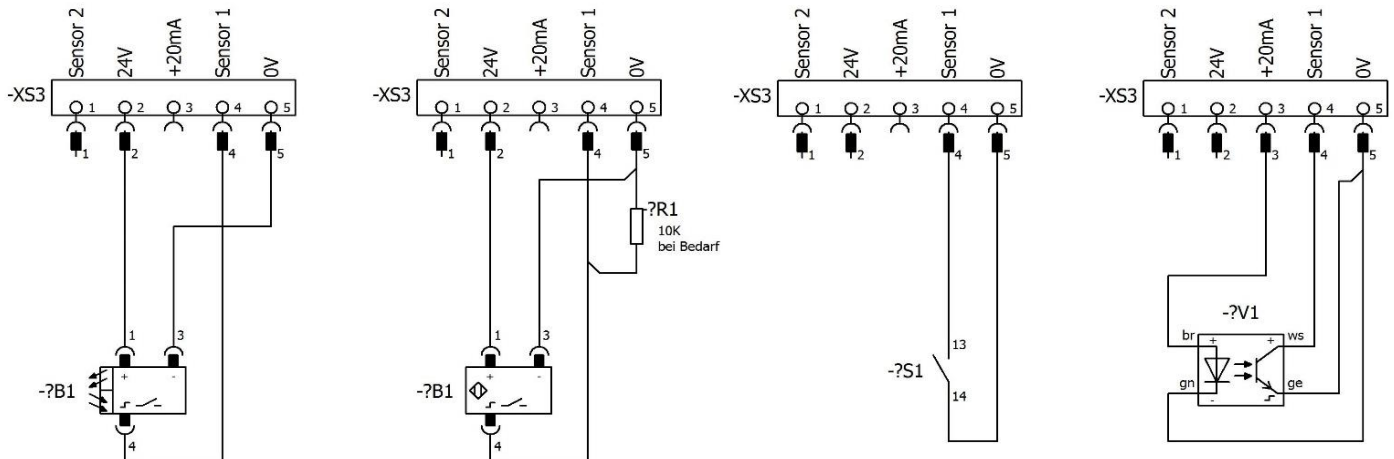 Sensor 2
24V
+20mA
Sensor 1
0V
-XS3
1 2 3 4 5
1 2 4 5
1 3
-?B1
+ -
4
Sensor 2
24V
+20mA
Sensor 1
0V
-XS3
1 2 3 4 5
1 2 4 5
-?R1
10K
bei Bedarf
1 3
-?B1
+ -
4
Sensor 2
24V
+20mA
Sensor 1
0V
-XS3
1 2 3 4 5
1 2 4 5
13
-?S1
14
Sensor 2
24V
+20mA
Sensor 1
0V
-XS3
1 2 3 4 5
1 2 3 4 5
-?V1
br + + ws
gn - ge